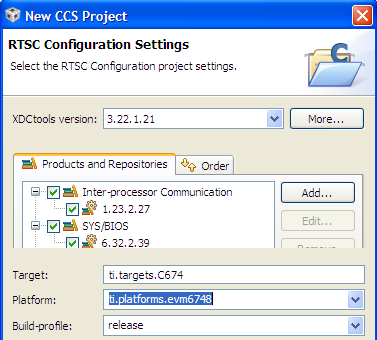 New CCS Project
RTSC Configuration Settings
Select the RTSC Configuration project settings.
XDCtools version: 3.22.1.21 More...
Products and Repositories Order
Inter-processor Communication Add...
1.23.2.27
SYS/BIOS Edit...
6.32.2.39 Remove...
Target: ti.targets.C674
Platform: ti.platforms.evm6748
Build-profile: release